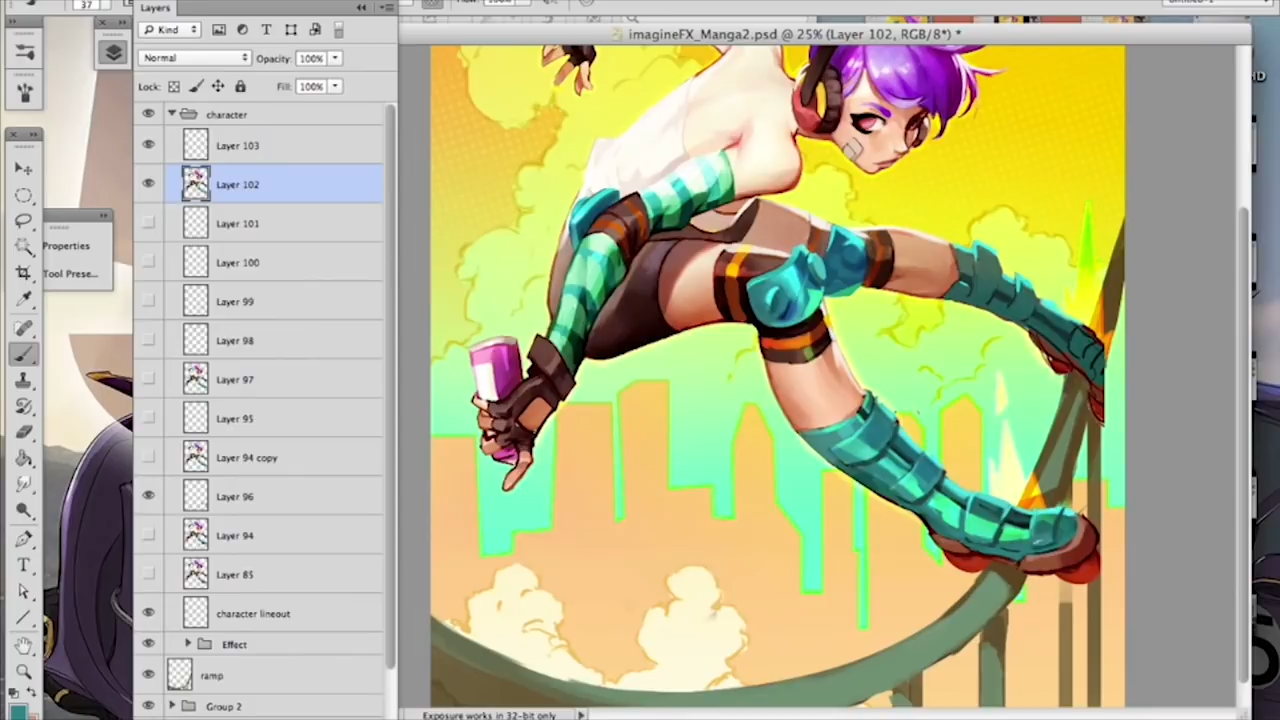 37
Layers
Kind
Normal
Opacity: 100%
Lock:
Fill: 100%
character
Layer 103
Layer 102
Layer 101
Layer 100
Layer 99
Layer 98
Layer 97
Layer 95
Layer 94 copy
Layer 96
Layer 94
Layer 85
character lineout
Effect
ramp
Group 2
Properties
Tool Prese...
imagineFX_Manga2.psd @ 25% (Layer 102, RGB/8*) *
Exposure works in 32-bit only